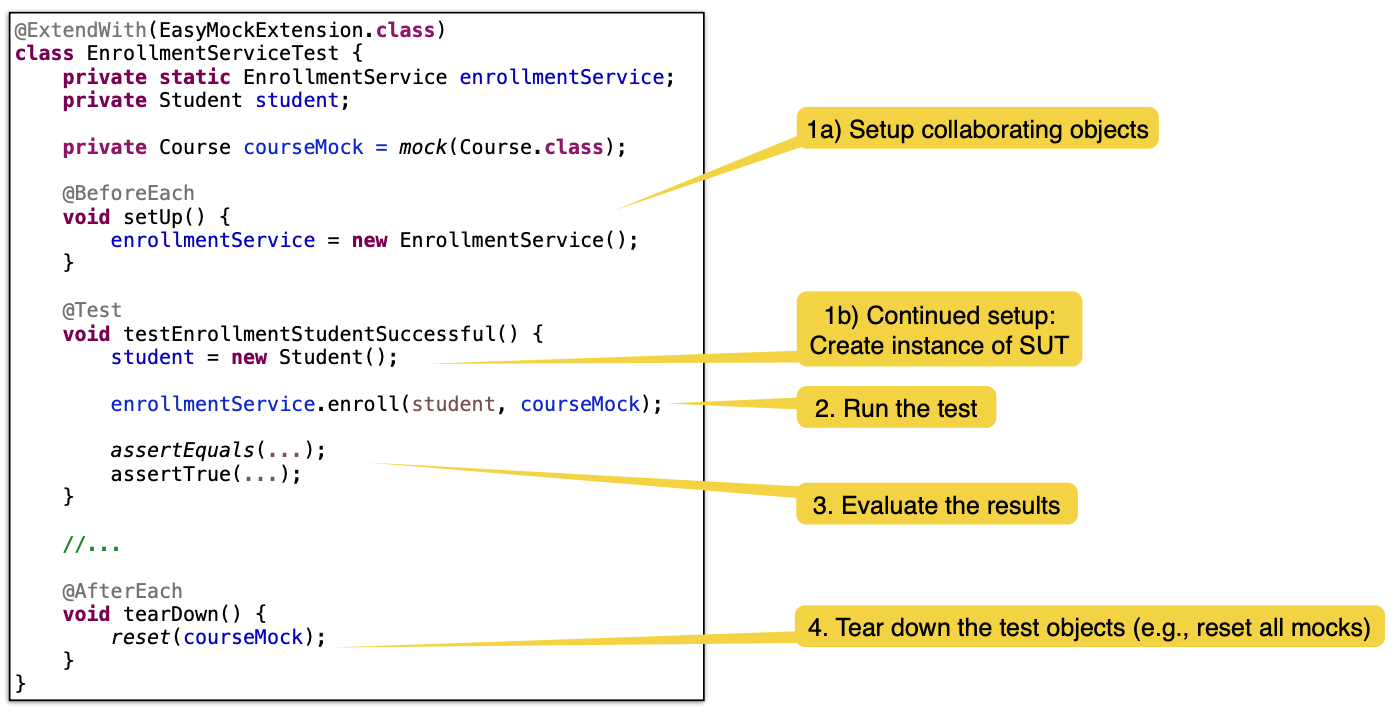 @ExtendWith(EasyMockExtension.class)
class EnrollmentServiceTest {
private static EnrollmentService enrollmentService;
private Student student;
private Course courseMock = mock(Course.class);
@BeforeEach
void setUp() {
enrollmentService = new EnrollmentService();
}
@Test
void testEnrollmentStudentSuccessful() {
student = new Student();
enrollmentService.enroll(student, courseMock);
assertEquals(...);
assertTrue(...);
}
//...
@AfterEach
void tearDown() {
reset(courseMock);
}
}
1a) Setup collaborating objects
1b) Continued setup:
Create instance of SUT
2. Run the test
3. Evaluate the results
4. Tear down the test objects (e.g., reset all mocks)